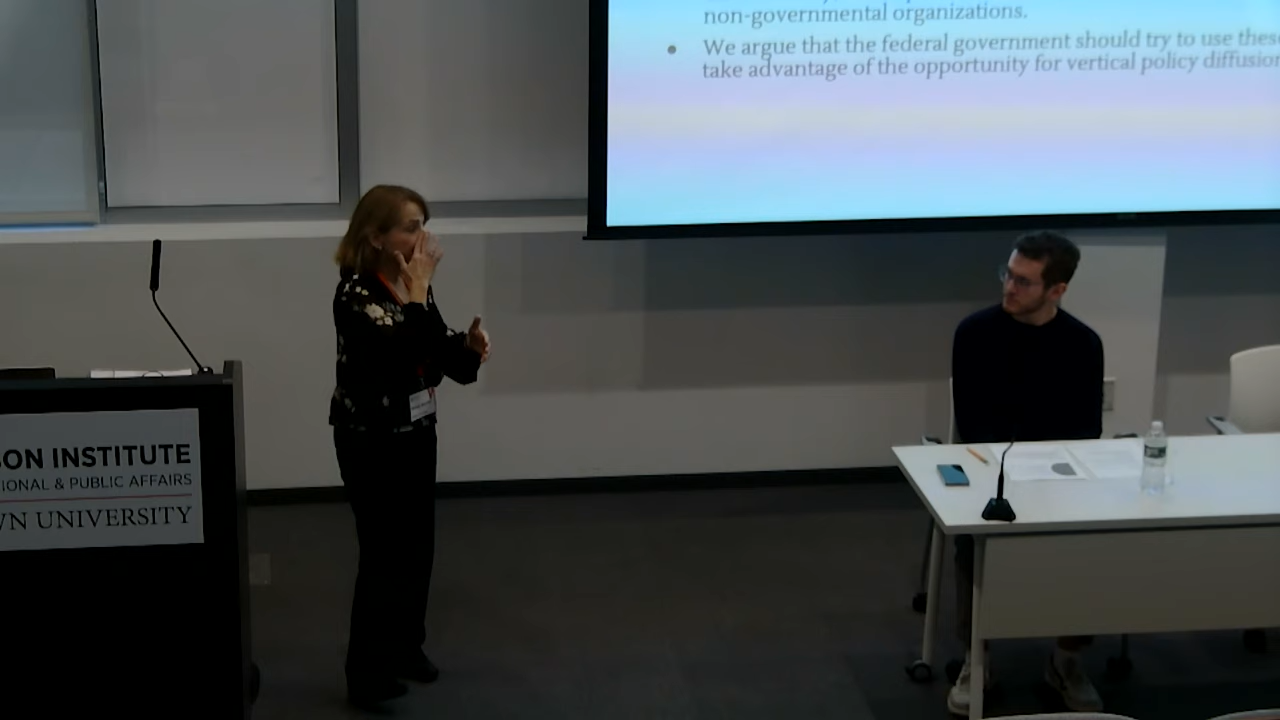 non-governmental organizations.
• We argue that the federal government should try to use these
take advantage of the opportunity for vertical policy diffusion
SON INSTITUTE
IONAL & PUBLIC AFFAIRS
WN UNIVERSITY